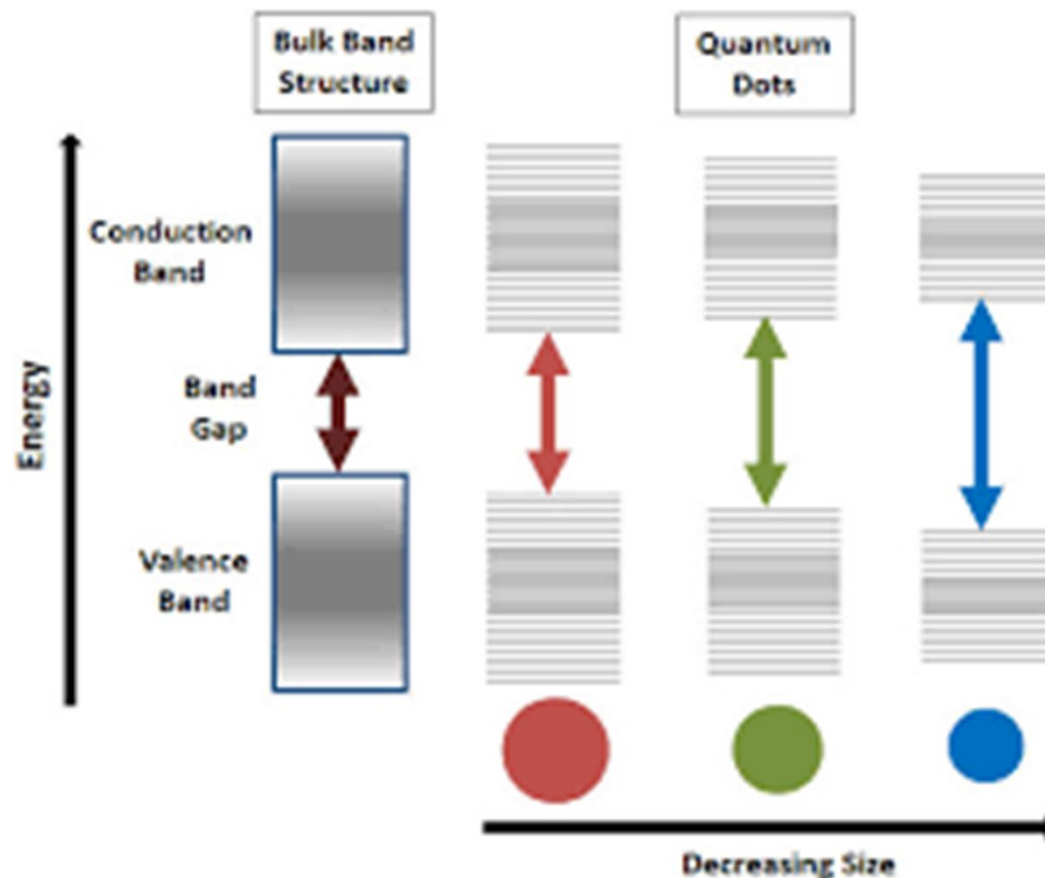 Bulk Band
Structure
Quantum
Dots
Conduction
Band
Band
Gap
Energy
Valence
Band
Decreasing Size